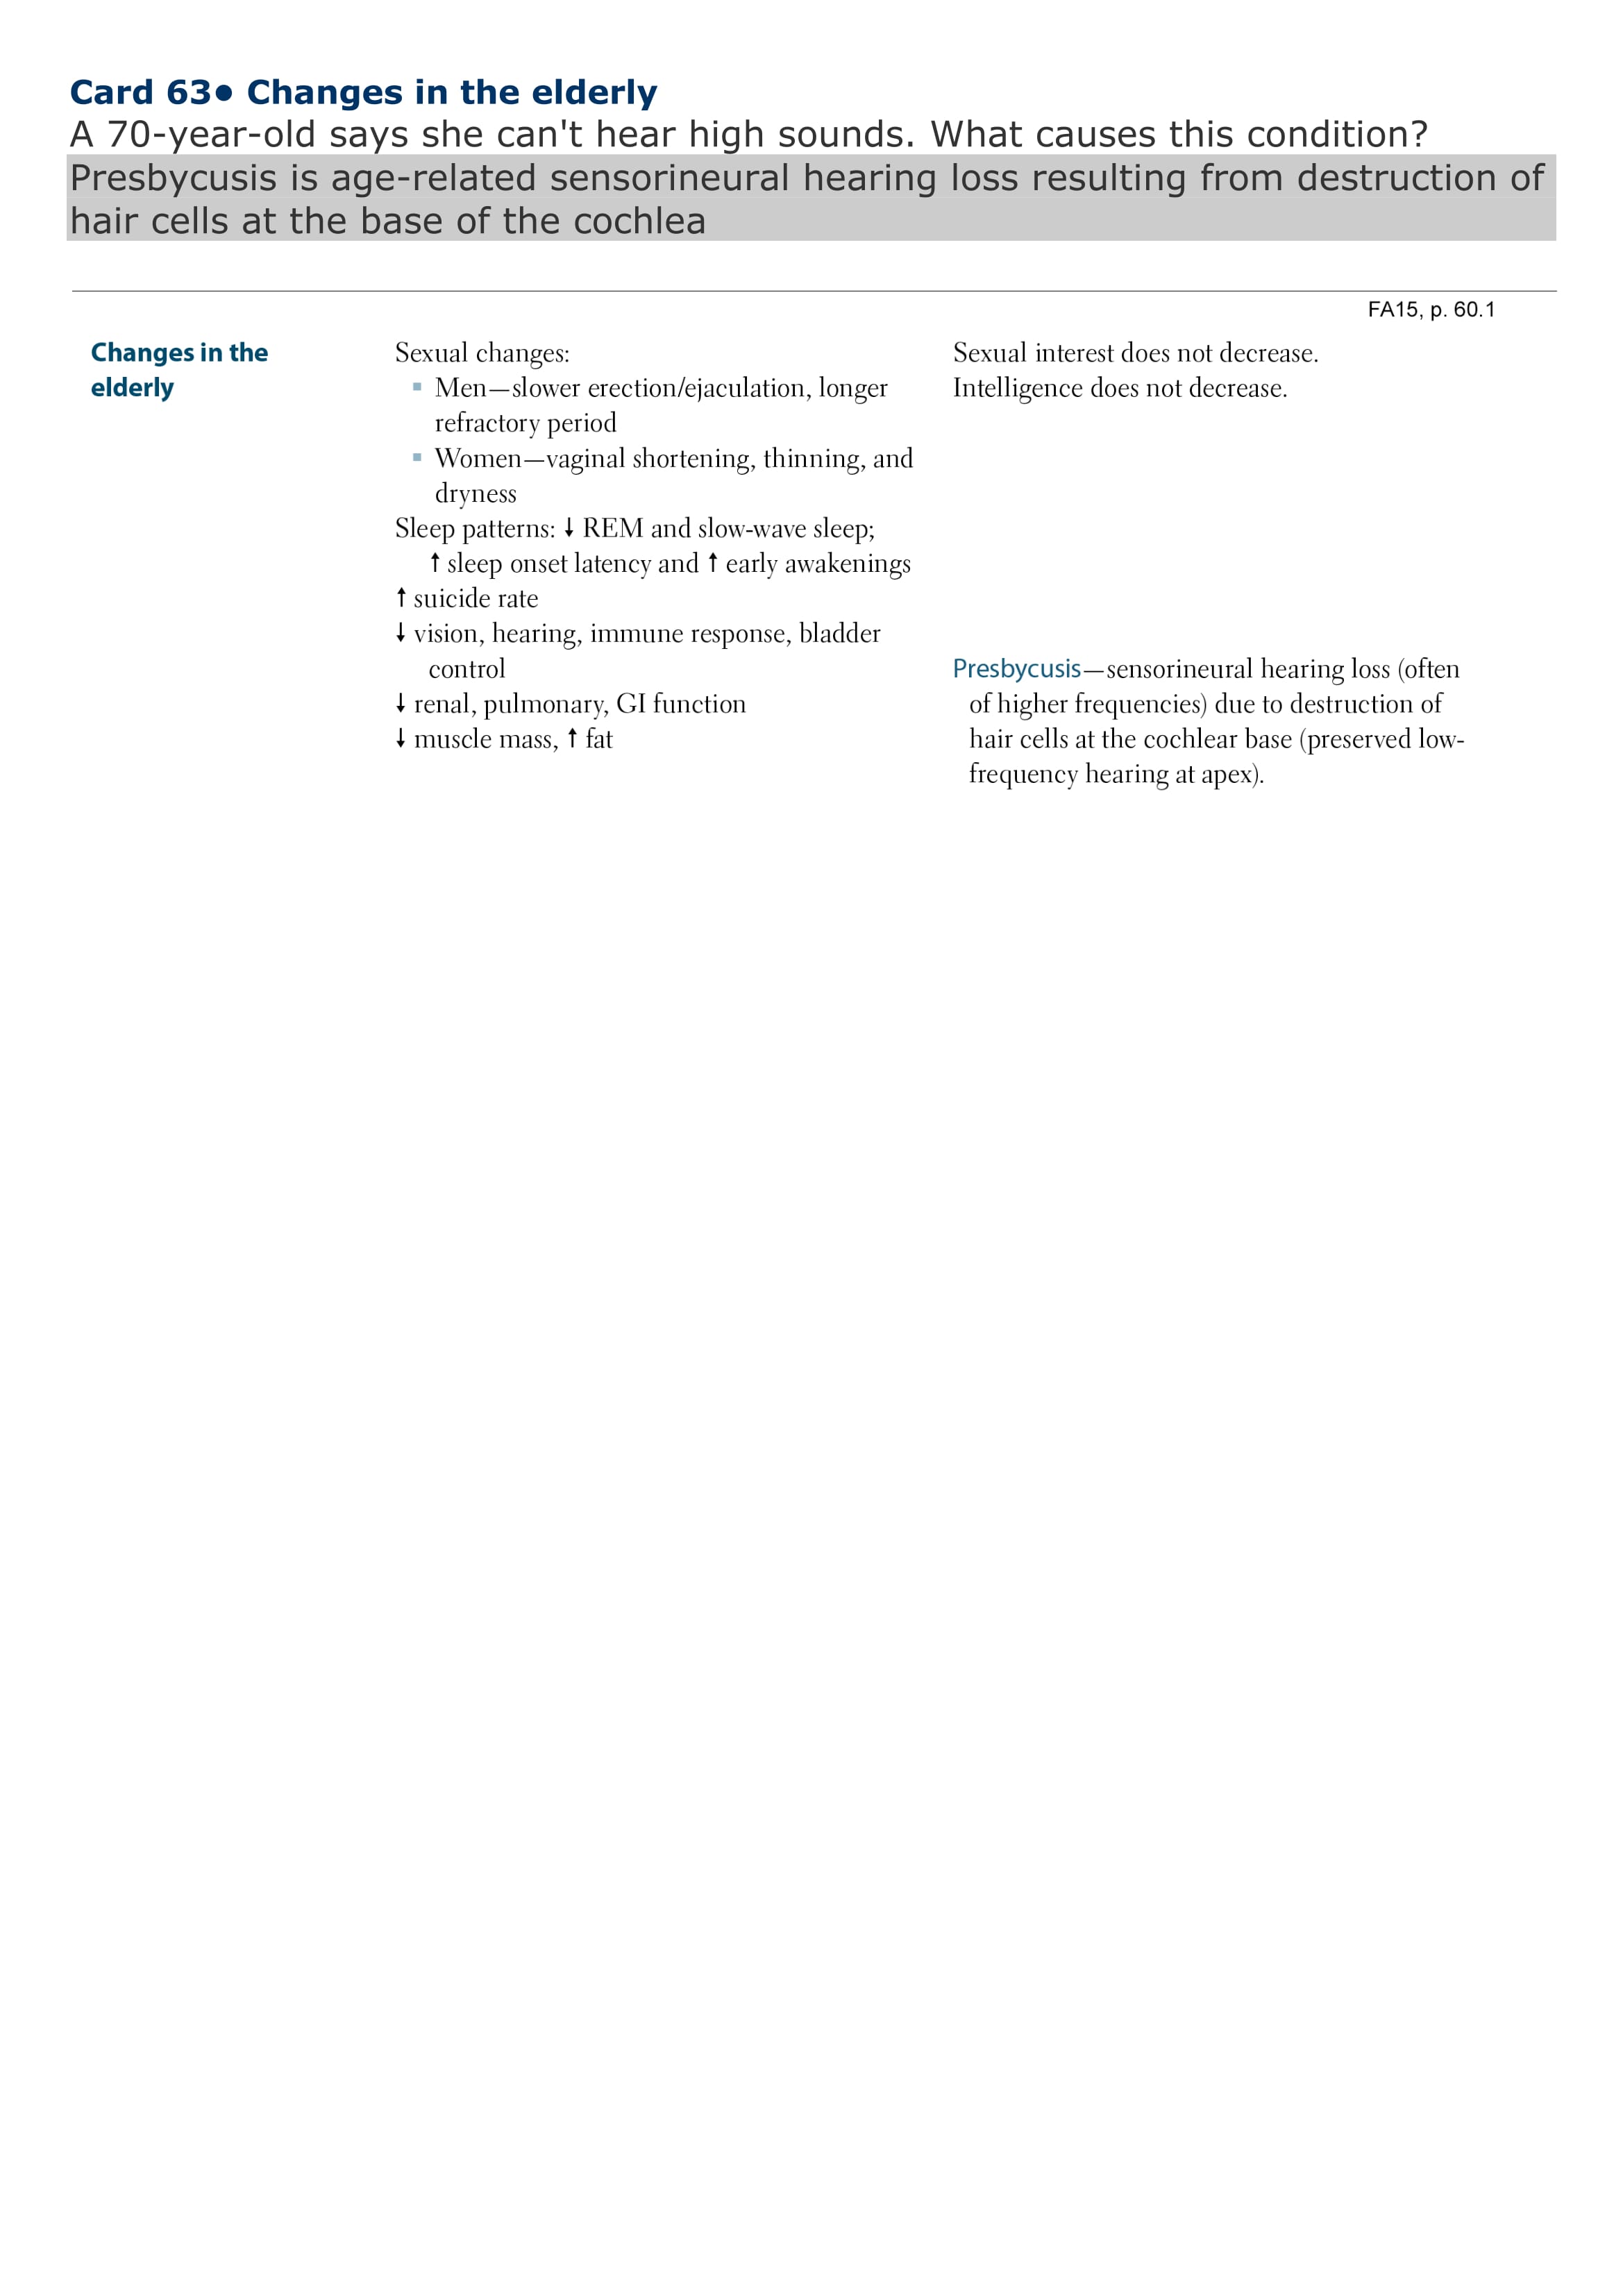 Card 63● Changes in the elderly
A 70-year-old says she can't hear high sounds. What causes this condition?
Presbycusis is age-related sensorineural hearing loss resulting from destruction of
hair cells at the base of the cochlea
FA15, p. 60.1
Changes in the
elderly
Sexual changes:
▪ Men—slower erection/ejaculation, longer
refractory period
▪ Women—vaginal shortening, thinning, and
dryness
Sleep patterns: ↓ REM and slow-wave sleep;
↑ sleep onset latency and ↑ early awakenings
↑ suicide rate
↓ vision, hearing, immune response, bladder
control
↓ renal, pulmonary, GI function
↓ muscle mass, ↑ fat
Sexual interest does not decrease.
Intelligence does not decrease.
Presbycusis—sensorineural hearing loss (often
of higher frequencies) due to destruction of
hair cells at the cochlear base (preserved low-
frequency hearing at apex).